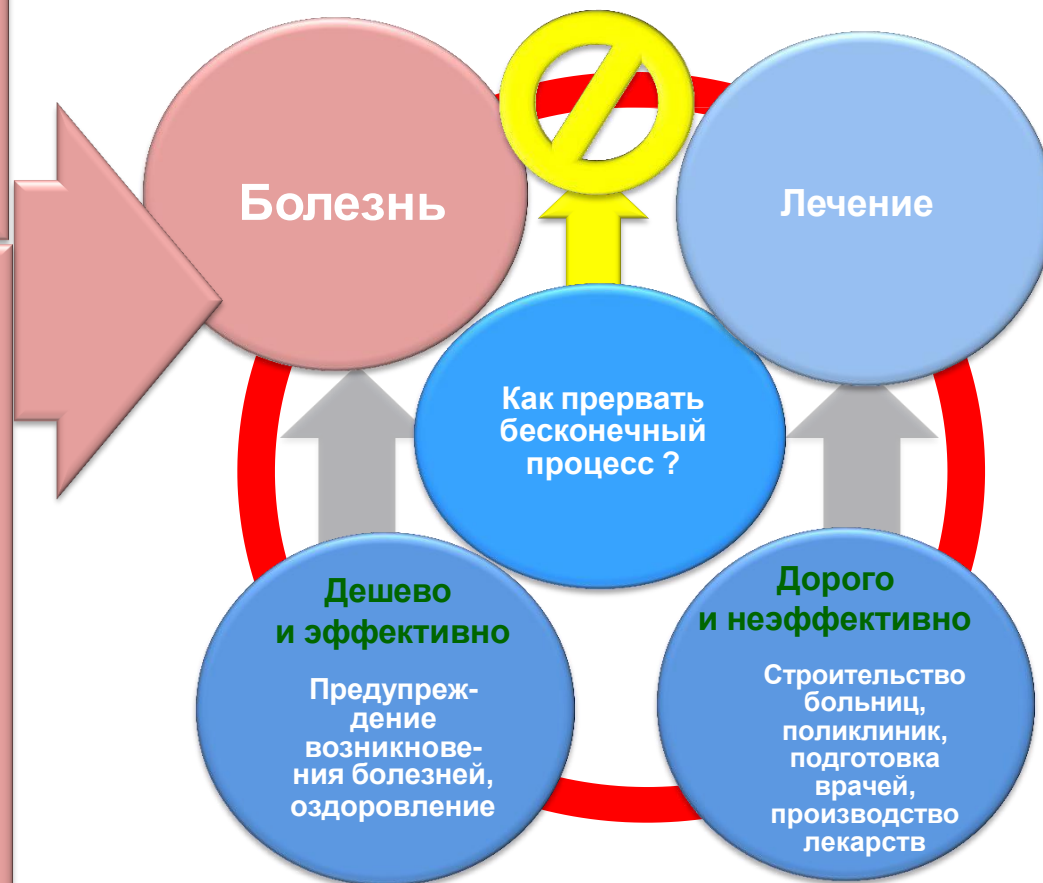 Болезнь
Лечение
Как прервать
бесконечный
процесс ?
Дешево
и эффективно
Предупреж-
дение
возникнове-
ния болезней,
оздоровление
Дорого
и неэффективно
Строительство
больниц,
поликлиник,
подготовка
врачей,
производство
лекарств